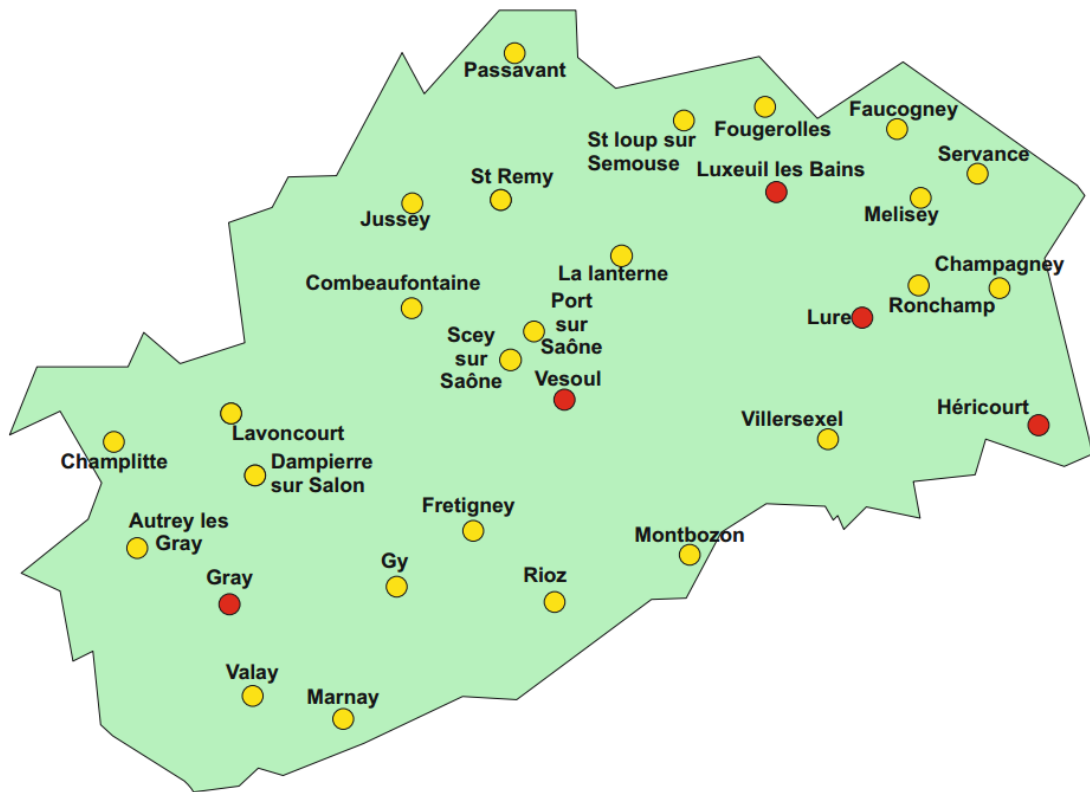 Passavant
Faucogney
St loup sur
Semouse
Fougerolles
Servance
Luxeuil les Bains
St Remy
Jussey
Melisey
La lanterne
Champagney
Combeaufontaine
Port
sur
Saône
Ronchamp
Lure
Scey
sur
Saône
Vesoul
Villersexel
Héricourt
Lavoncourt
Champlitte
Dampierre
sur Salon
Fretigney
Autrey les
Gray
Montbozon
Gy
Rioz
Gray
Valay
Marnay